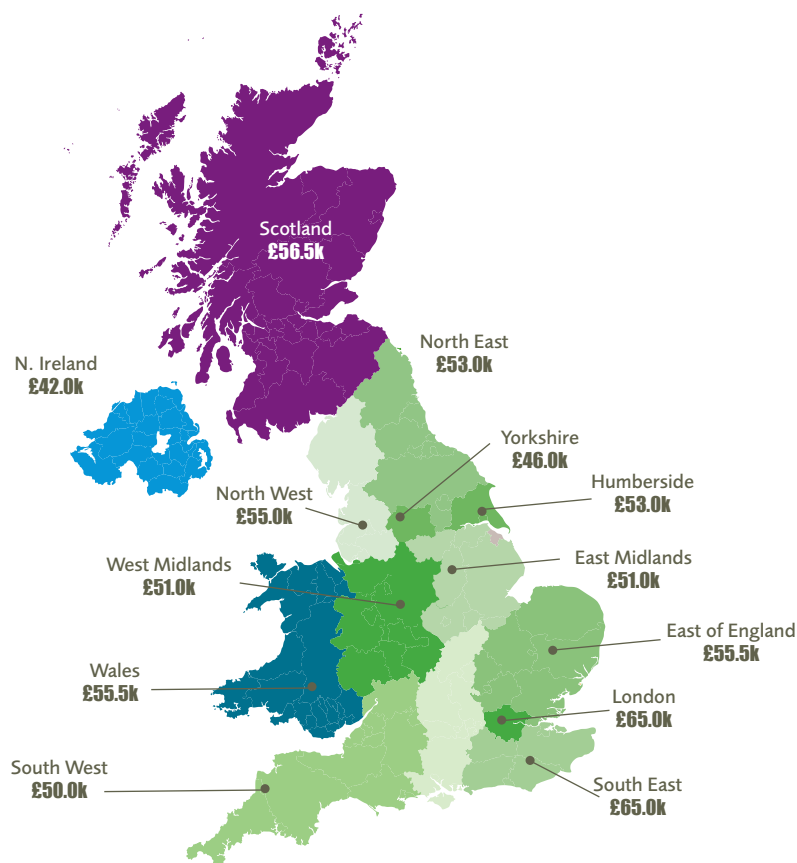 Scotland
£56.5k
North East
£53.0k
N. Ireland
£42.0k
Yorkshire
£46.0k
Humberside
£53.0k
North West
£55.0k
West Midlands
£51.0k
East Midlands
£51.0k
East of England
£55.5k
Wales
£55.5k
London
£65.0k
South West
£50.0k
South East
£65.0k